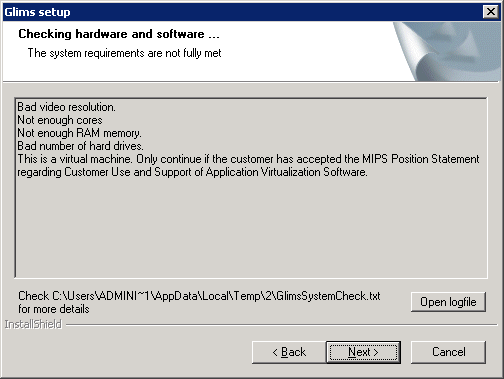 Glims setup
Checking hardware and software ...
The system requirements are not fully met
Bad video resolution.
Not enough cores
Not enough RAM memory.
Bad number of hard drives.
This is a virtual machine. Only continue if the customer has accepted the MIPS Position Statement
regarding Customer Use and Support of Application Virtualization Software.
Check C:\Users\ADMINI~1\AppData\Local\Temp\2\GlimsSystemCheck.txt
for more details
Open logfile
InstallShield
< Back
Next >
Cancel